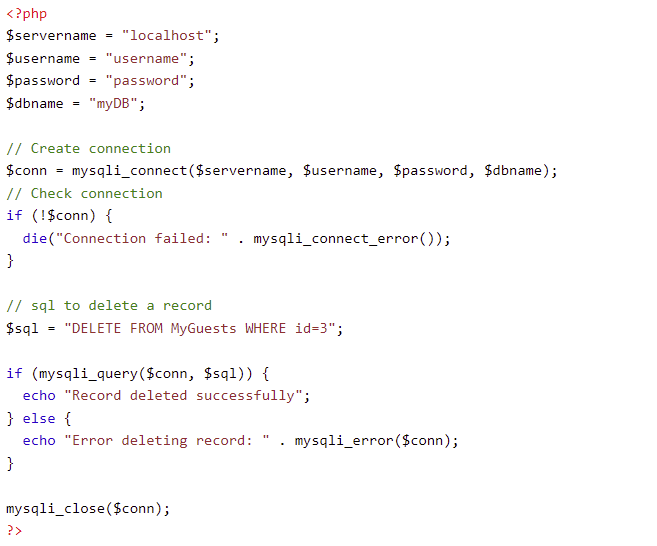 <?php
$servername = "localhost";
$username = "username";
$password = "password";
$dbname = "myDB";

// Create connection
$conn = mysqli_connect($servername, $username, $password, $dbname);
// Check connection
if (!$conn) {
  die("Connection failed: " . mysqli_connect_error());
}

// sql to delete a record
$sql = "DELETE FROM MyGuests WHERE id=3";

if (mysqli_query($conn, $sql)) {
  echo "Record deleted successfully";
} else {
  echo "Error deleting record: " . mysqli_error($conn);
}

mysqli_close($conn);
?>